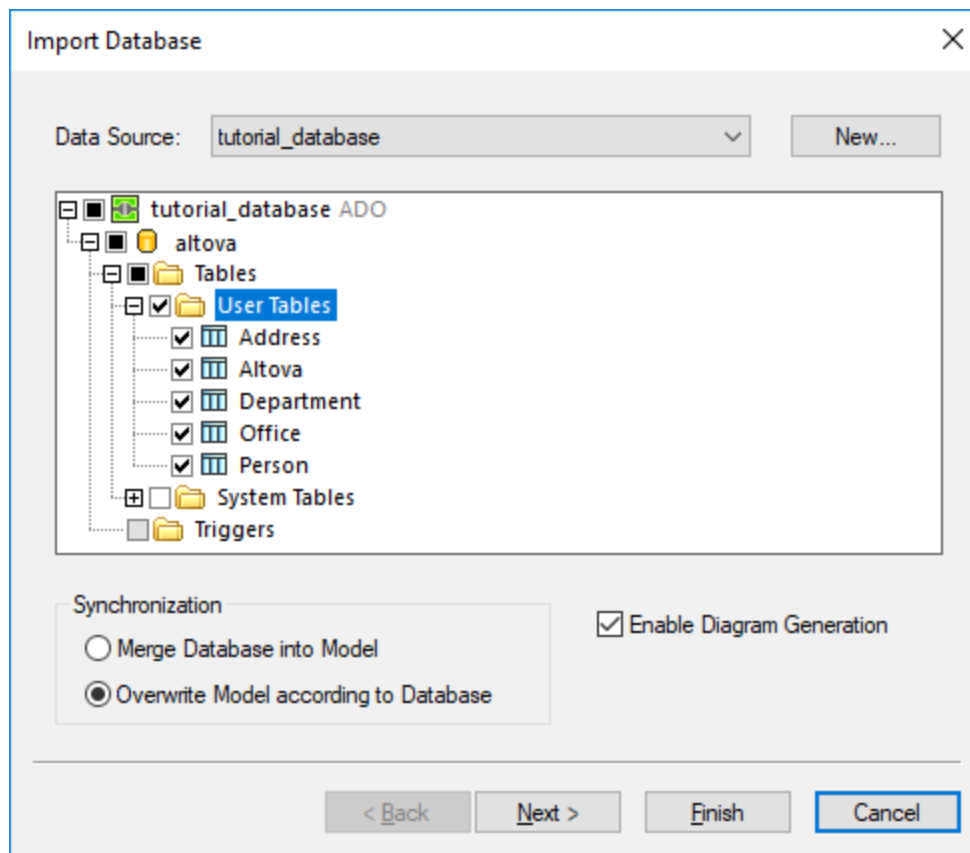 Import Database
Data Source: tutorial_database New...
tutorial_database ADO
altova
Tables
User Tables
Address
Altova
Department
Office
Person
System Tables
Triggers
Synchronization
Merge Database into Model
Enable Diagram Generation
Overwrite Model according to Database
< Back Next > Finish Cancel